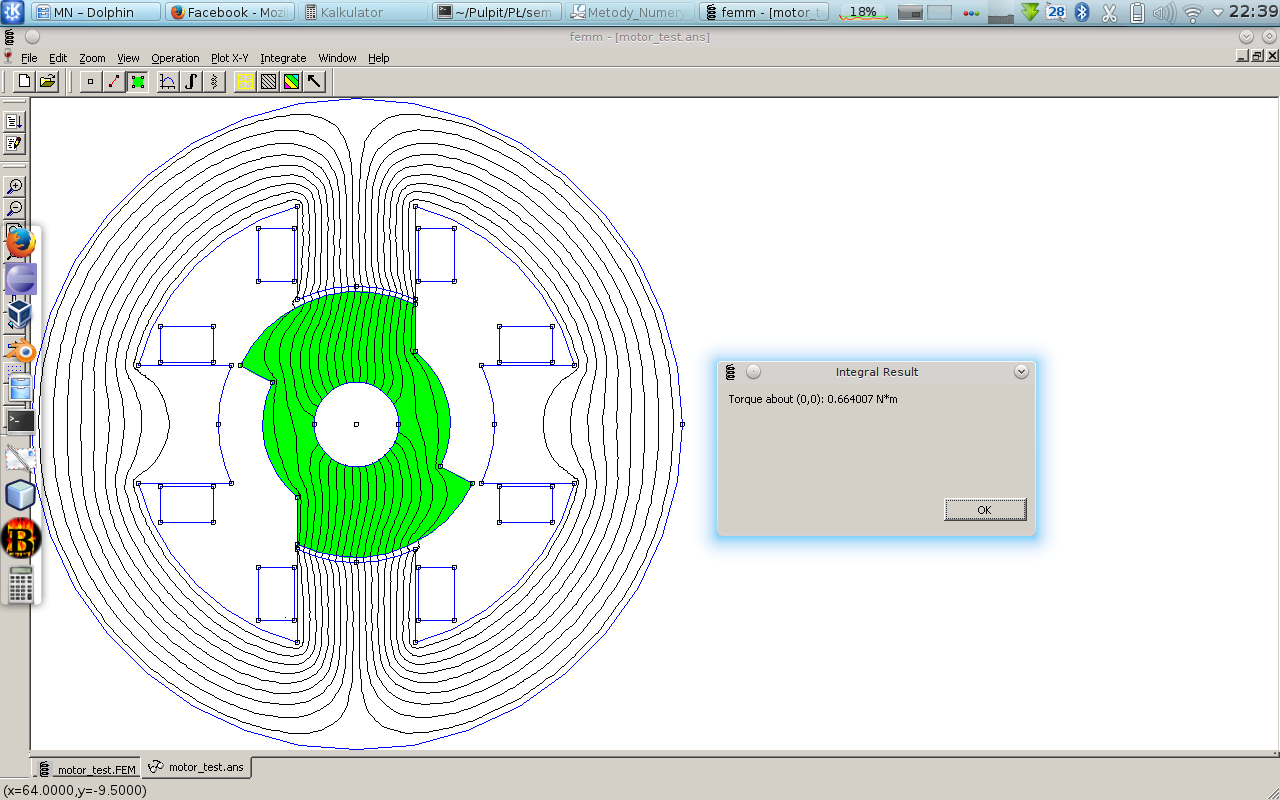 MN – Dolphin
Facebook - Mozi
Kalkulator
~/Pulpit/Pt/sem
Metody_Numery
femm - [motor_t
18%
28
22:39
femm - [motor_test.ans]
File Edit Zoom View Operation Plot X-Y Integrate Window Help
Integral Result
Torque about (0,0): 0.664007 N*m
OK
B
motor_test.FEM
motor_test.ans
(x=64.0000,y=-9.5000)